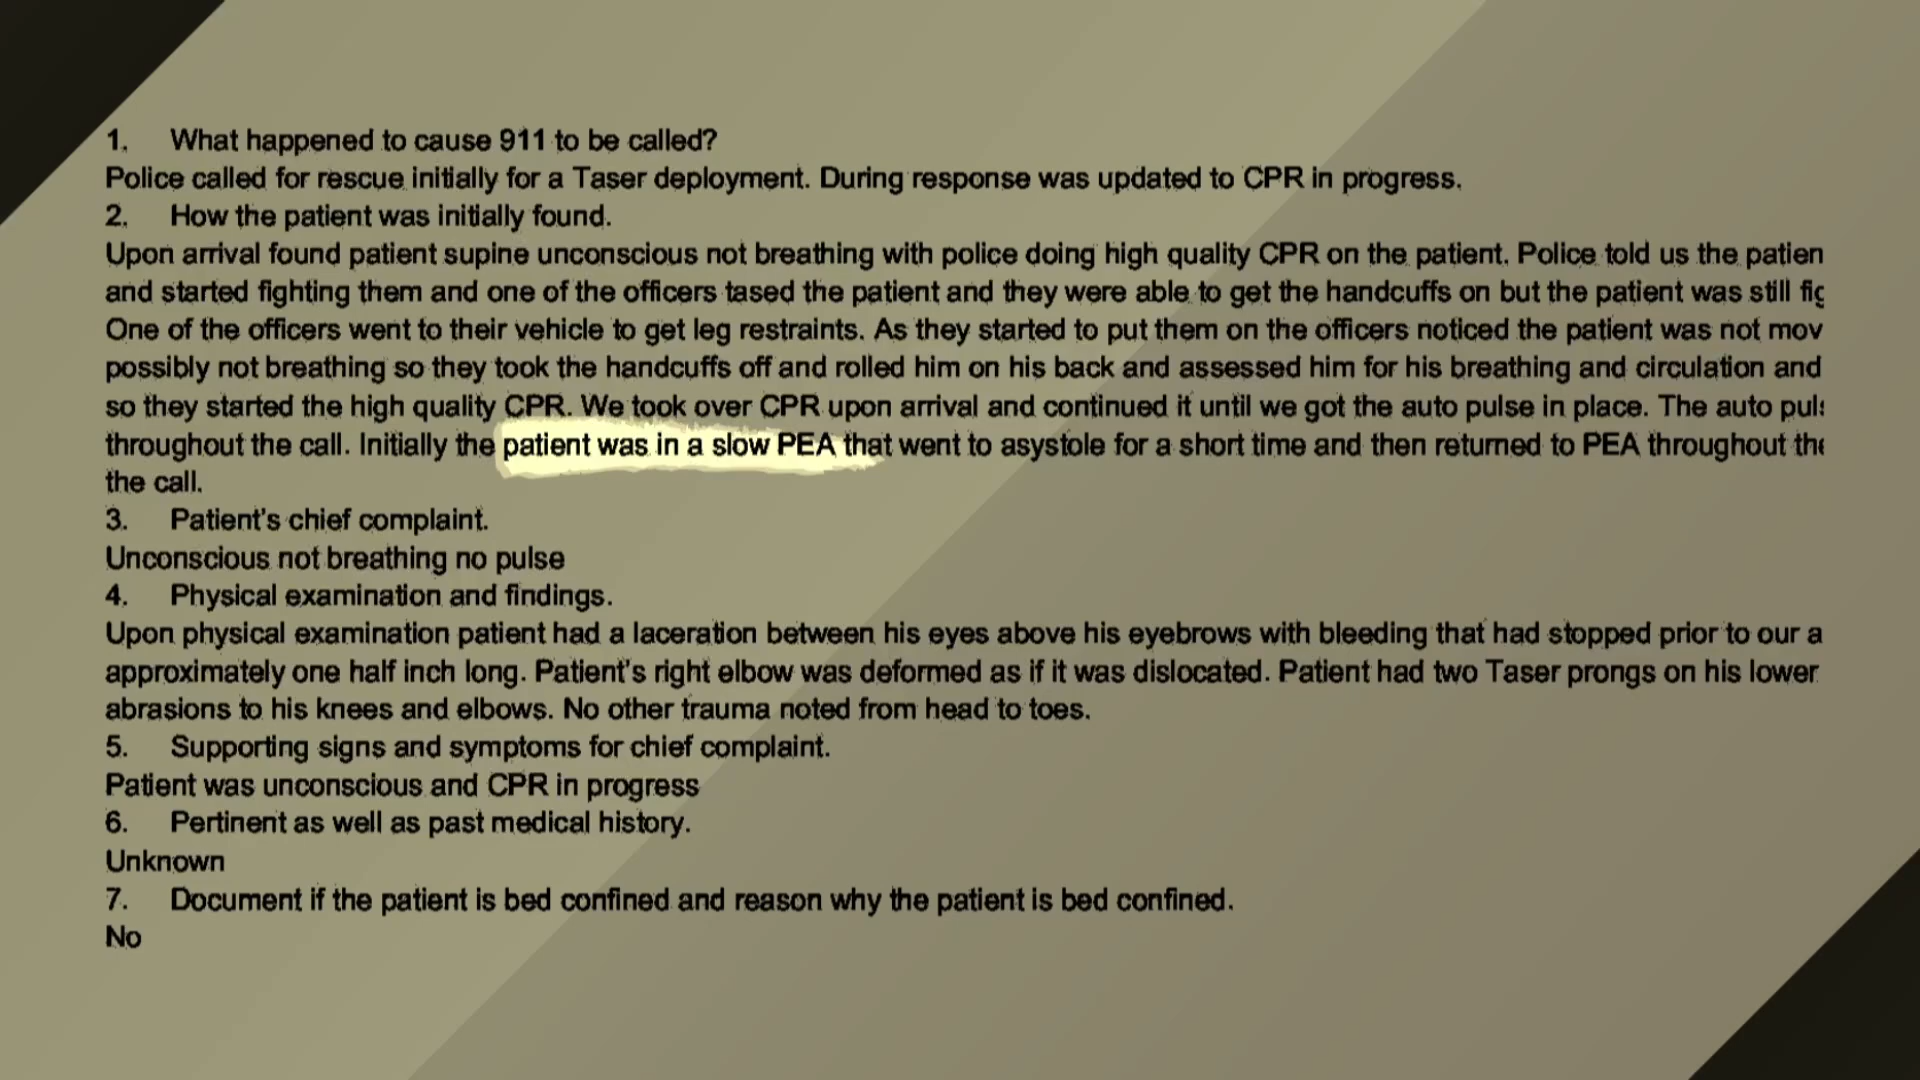 1. What happened to cause 911 to be called?
Police called for rescue initially for a Taser deployment. During response was updated to CPR in progress.
2. How the patient was initially found.
Upon arrival found patient supine unconscious not breathing with police doing high quality CPR on the patient. Police told us the patien
and started fighting them and one of the officers tased the patient and they were able to get the handcuffs on but the patient was still
One of the officers went to their vehicle to get leg restraints. As they started to put them on the officers noticed the patient was not mov
possibly not breathing so they took the handcuffs off and rolled him on his back and assessed him for his breathing and circulation and
so they started the high quality CPR. We took over CPR upon arrival and continued it until we got the auto pulse in place. The auto
throughout the call. Initially the patient was in a slow PEA that went to asystole for a short time and then returned to PEA throughout
the call.
3. Patient's chief complaint.
Unconscious not breathing no pulse
4. Physical examination and findings.
Upon physical examination patient had a laceration between his eyes above his eyebrows with bleeding that had stopped prior to our a
approximately one half inch long. Patient's right elbow was deformed as if it was dislocated. Patient had two Taser prongs on his lower
abrasions to his knees and elbows. No other trauma noted from head to toes.
5. Supporting signs and symptoms for chief complaint.
Patient was unconscious and CPR in progress
6. Pertinent as well as past medical history.
Unknown
7. Document if the patient is bed confined and reason why the patient is bed confined.
No